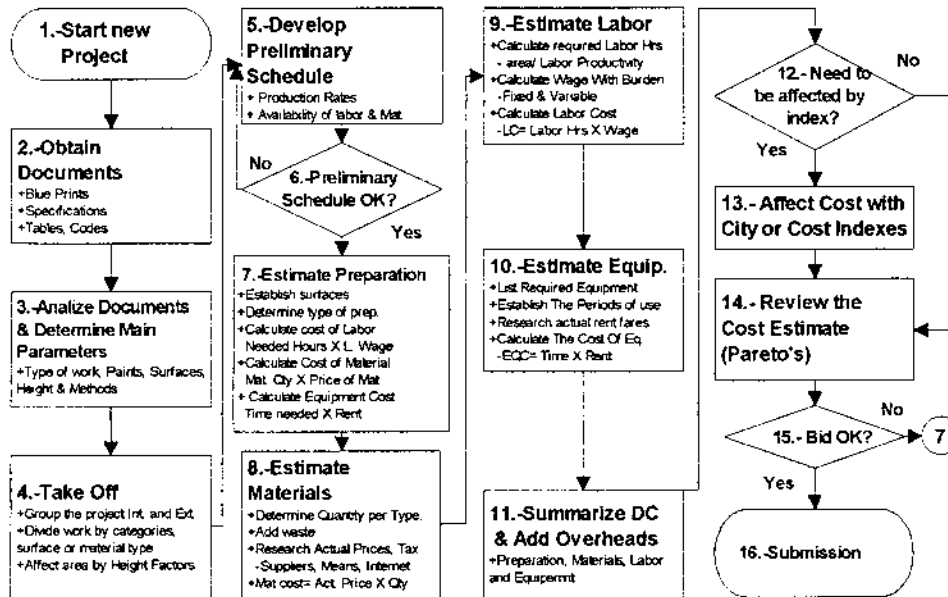 1.-Start new
Project
2.-Obtain
Documents
+Blue Prints
+Specifications
+Tables, Codes
3.-Analize Documents
& Determine Main
Parameters
+Type of work, Paints, Surfaces,
Height & Methods
4.-Take Off
+Group the project Int. and Ext.
+Divide work by categories,
surface or material type
+Affect area by Height Factors
5.-Develop
Preliminary
Schedule
+ Production Rates
+ Availability of labor & Mat.
No
6.-Preliminary
Schedule OK?
Yes
7.-Estimate Preparation
+Establish surfaces
+Determine type of prep.
+Calculate cost of Labor
Needed Hours X L. Wage
+Calculate Cost of Material
Mat. Qty X Price of Mat
+ Calculate Equipment Cost
Time needed X Rent
8.-Estimate
Materials
+Determine Quantity per Type.
+Add waste
+Research Actual Prices, Tax
-Suppliers, Means, Internet
+Mat cost= Act. Price X Qty
9.-Estimate Labor
+Calculate required Labor Hrs
- area/ Labor Productivity
+Calculate Wage With Burden
-Fixed & Variable
+Calculate Labor Cost
-LC= Labor Hrs X Wage
10.-Estimate Equip.
+List Required Equipment
+Establish The Periods of use
+Research actual rent fares
+Calculate The Cost Of Eq.
-EQC= Time X Rent
11.-Summarize DC
& Add Overheads
+Preparation, Materials, Labor
and Equipemnt
12.- Need to
be affected by
index?
No
Yes
13.- Affect Cost with
City or Cost Indexes
14.- Review the
Cost Estimate
(Pareto's)
No
15.- Bid OK?
7
Yes
16.-Submission